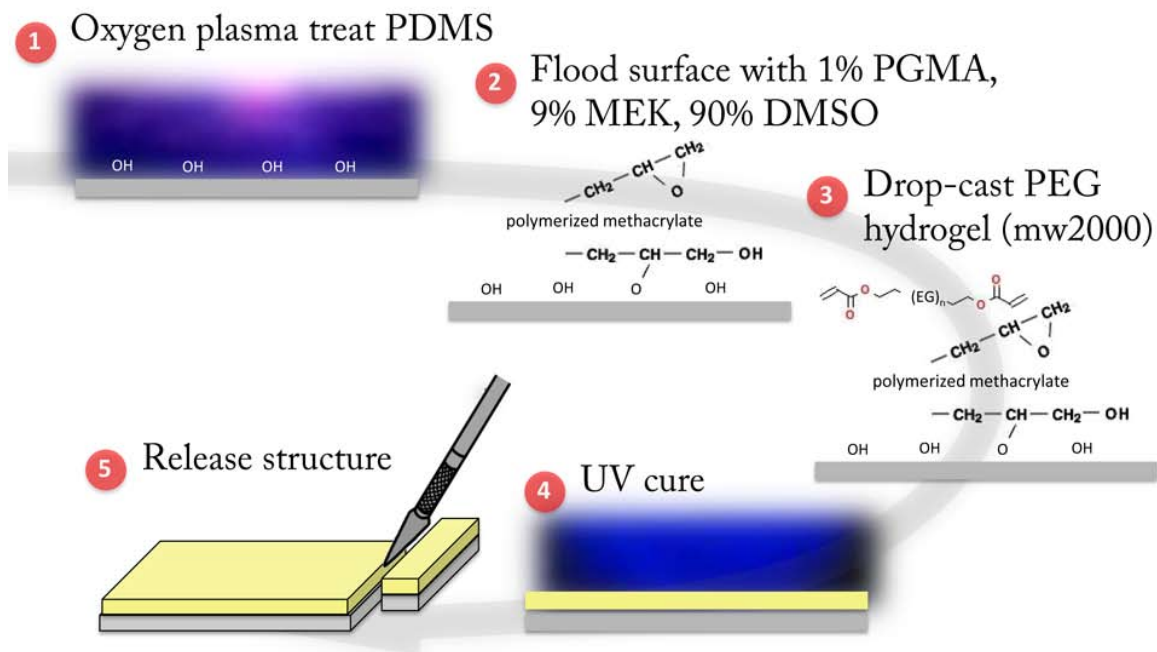 1 Oxygen plasma treat PDMS
OH OH OH OH
2 Flood surface with 1% PGMA,
9% MEK, 90% DMSO
CH₂ — CH — CH₂
O
polymerized methacrylate
— CH₂ — CH — CH₂ — OH
OH OH O OH
3 Drop-cast PEG
hydrogel (mw2000)
O O (EG)n O O
CH₂ — CH — CH₂
O
polymerized methacrylate
— CH₂ — CH — CH₂ — OH
OH OH O OH
4 UV cure
5 Release structure